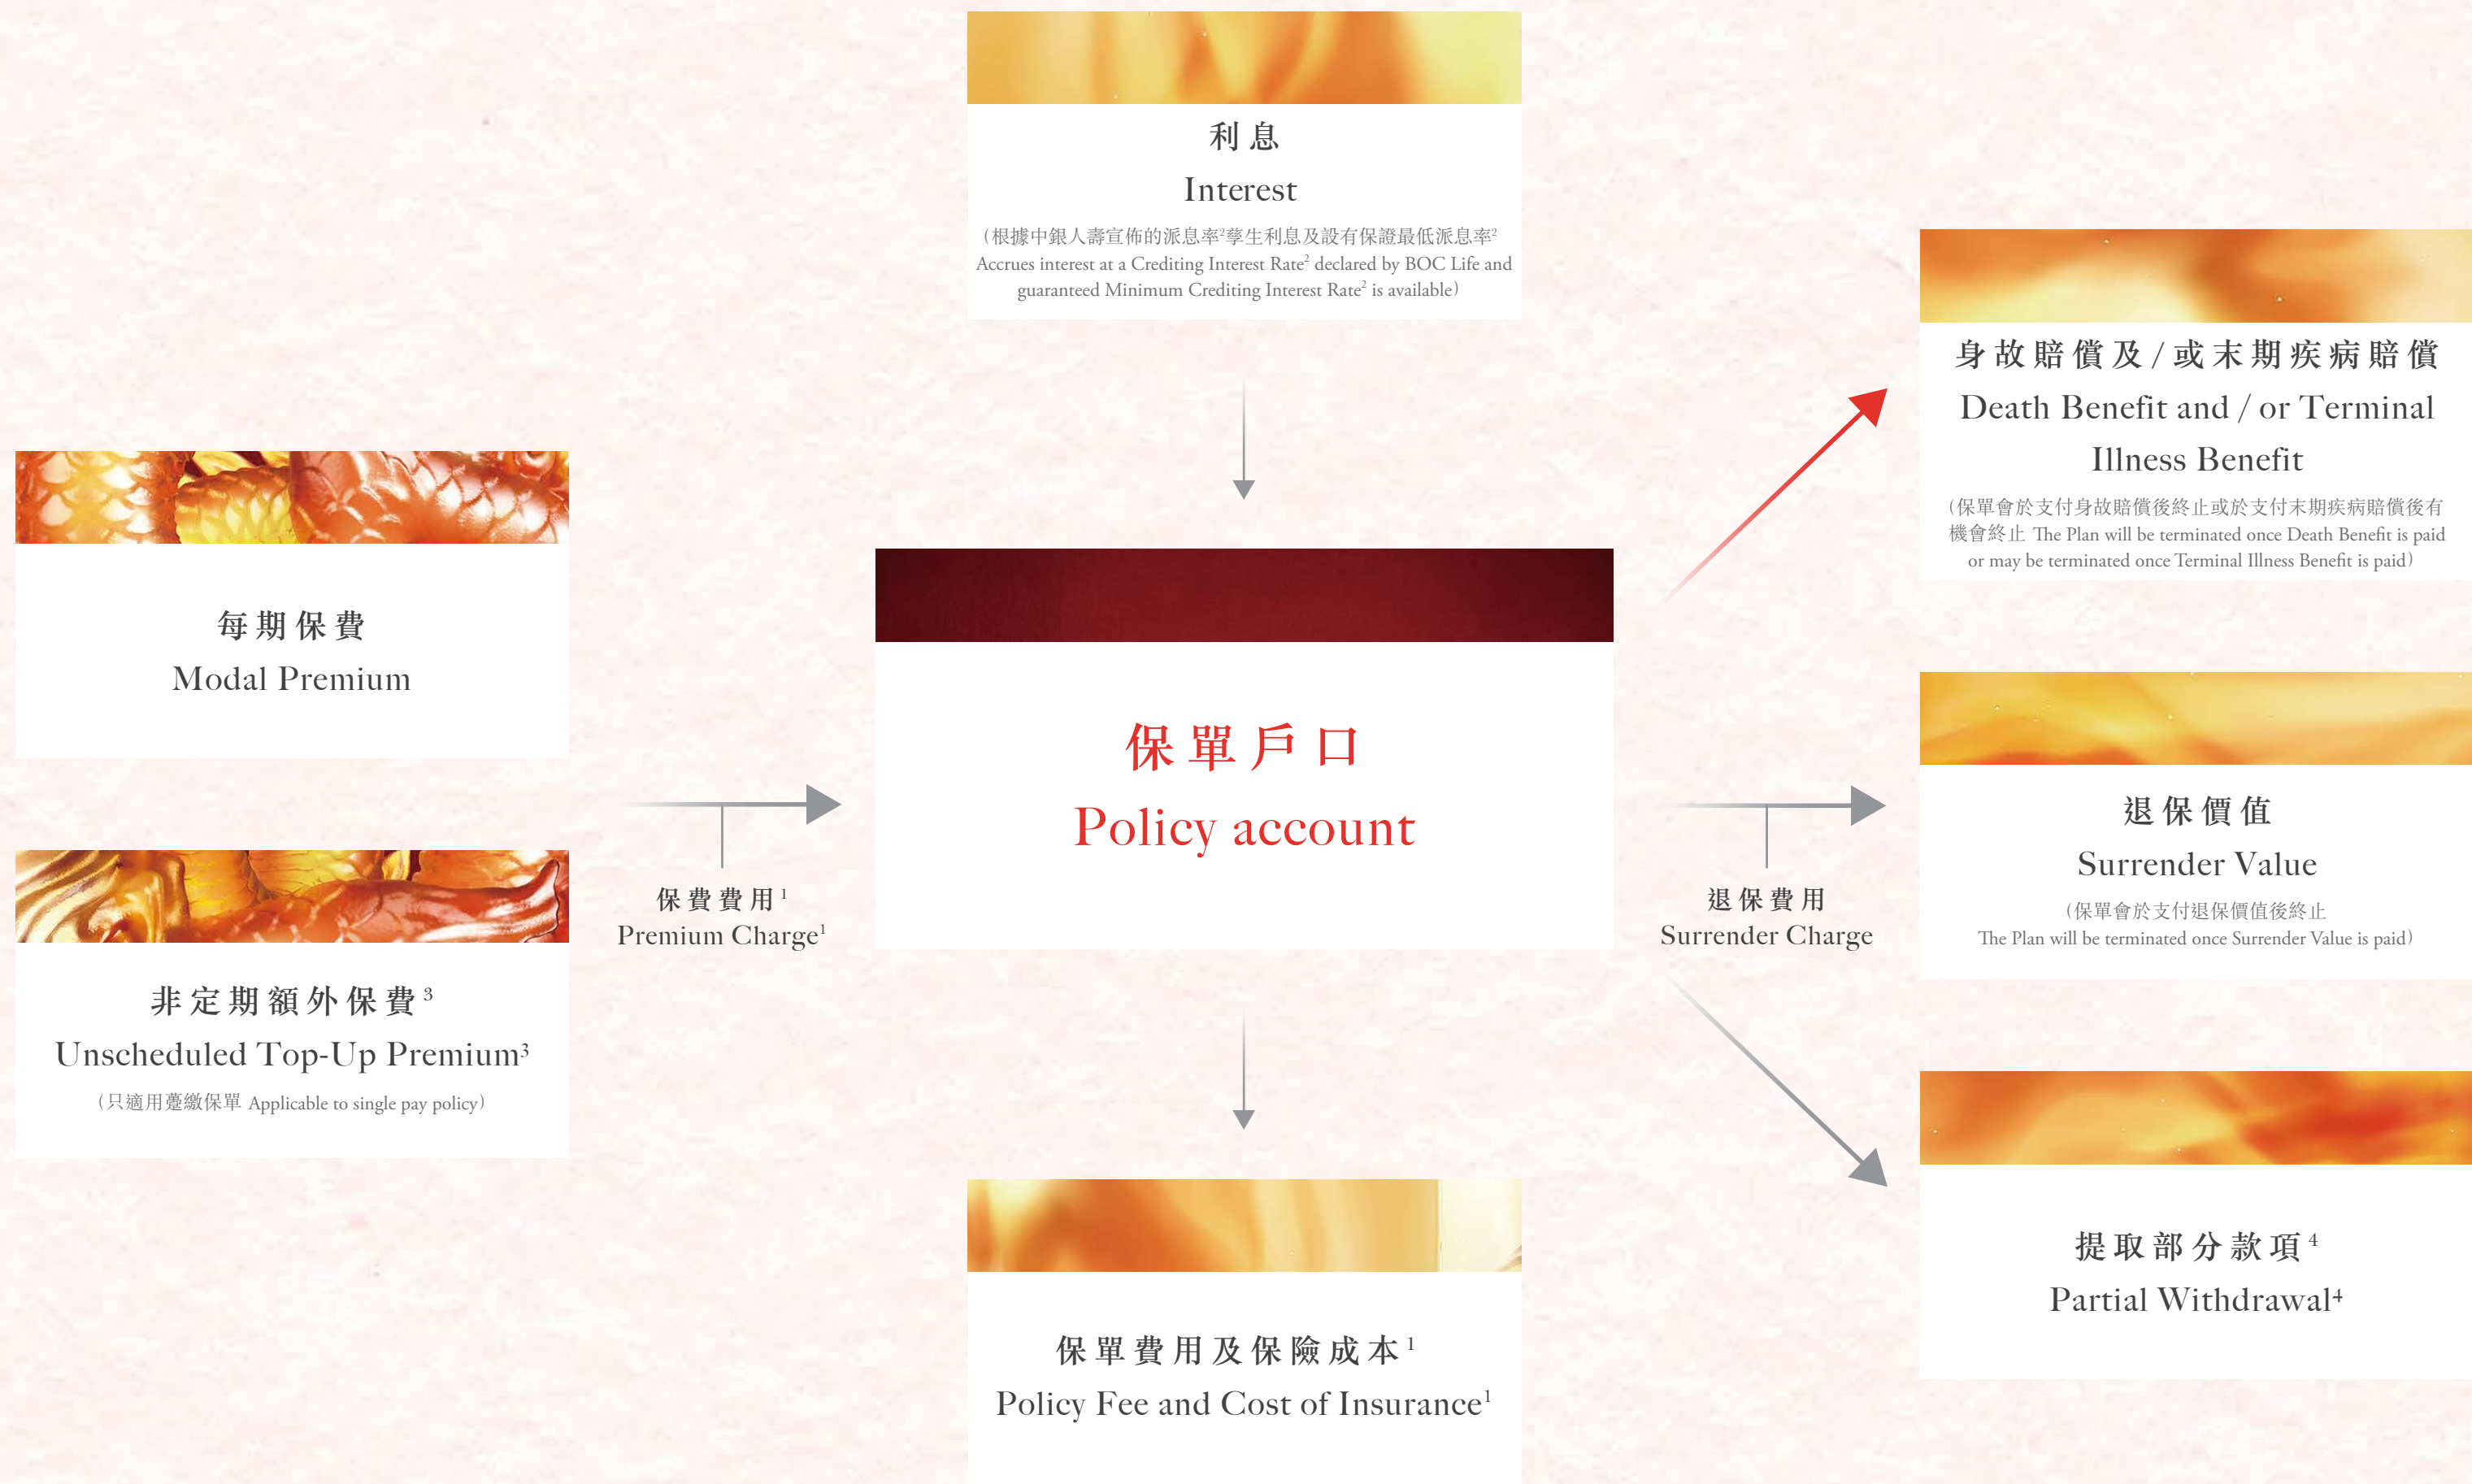 利息
Interest
(根據中銀人壽宣佈的派息率²孳生利息及設有保證最低派息率²
Accrues interest at a Crediting Interest Rate² declared by BOC Life and
guaranteed Minimum Crediting Interest Rate² is available)
每期保費
Modal Premium
非定期額外保費³
Unscheduled Top-Up Premium³
(只適用躉繳保單 Applicable to single pay policy)
保費費用¹
Premium Charge¹
保單戶口
Policy account
保單費用及保險成本¹
Policy Fee and Cost of Insurance¹
退保費用
Surrender Charge
身故賠償及/或末期疾病賠償
Death Benefit and / or Terminal
Illness Benefit
(保單會於支付身故賠償後終止或於支付末期疾病賠償後有
機會終止 The Plan will be terminated once Death Benefit is paid
or may be terminated once Terminal Illness Benefit is paid)
退保價值
Surrender Value
(保單會於支付退保價值後終止
The Plan will be terminated once Surrender Value is paid)
提取部分款項⁴
Partial Withdrawal⁴